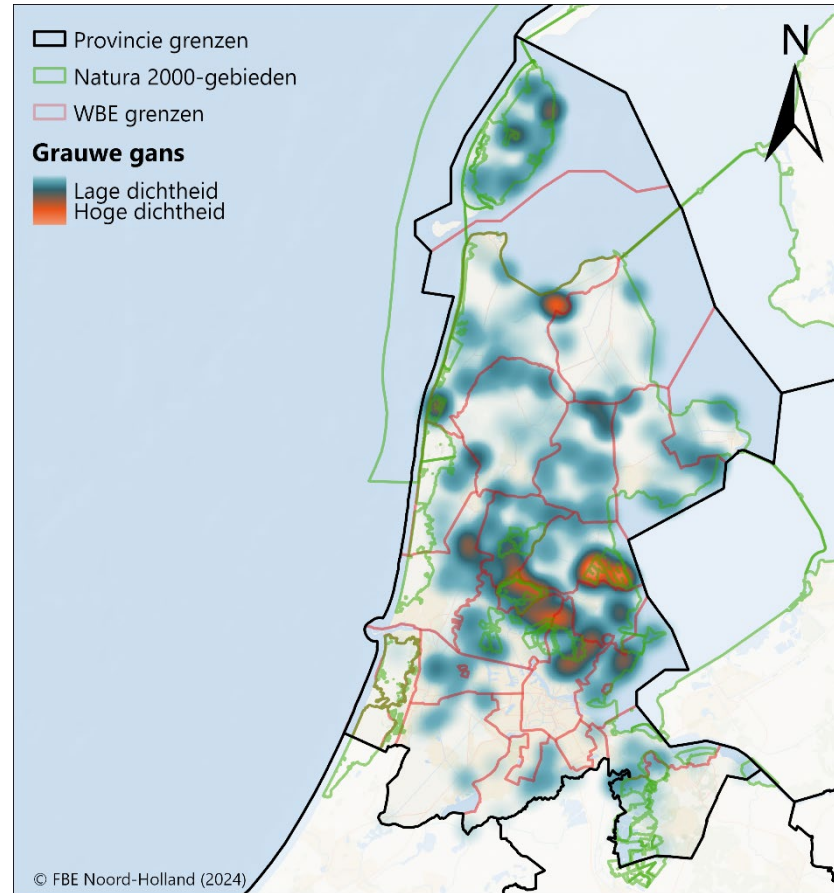 Provincie grenzen
Natura 2000-gebieden
WBE grenzen
Grauwe gans
Lage dichtheid
Hoge dichtheid
N
© FBE Noord-Holland (2024)